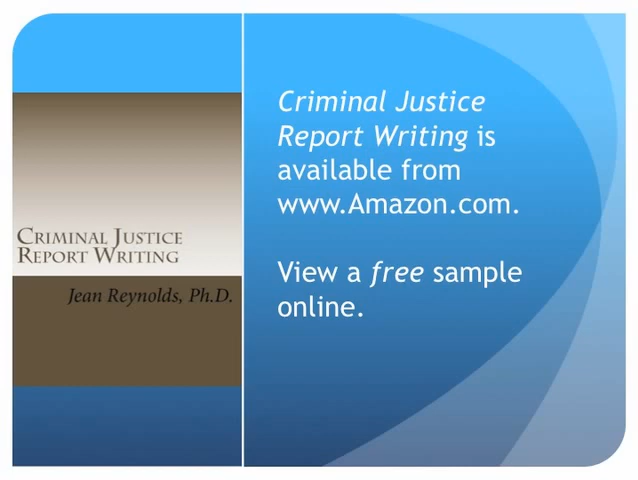 CRIMINAL JUSTICE
REPORT WRITING
Jean Reynolds, Ph.D.
Criminal Justice
Report Writing is
available from
www.Amazon.com.
View a free sample
online.